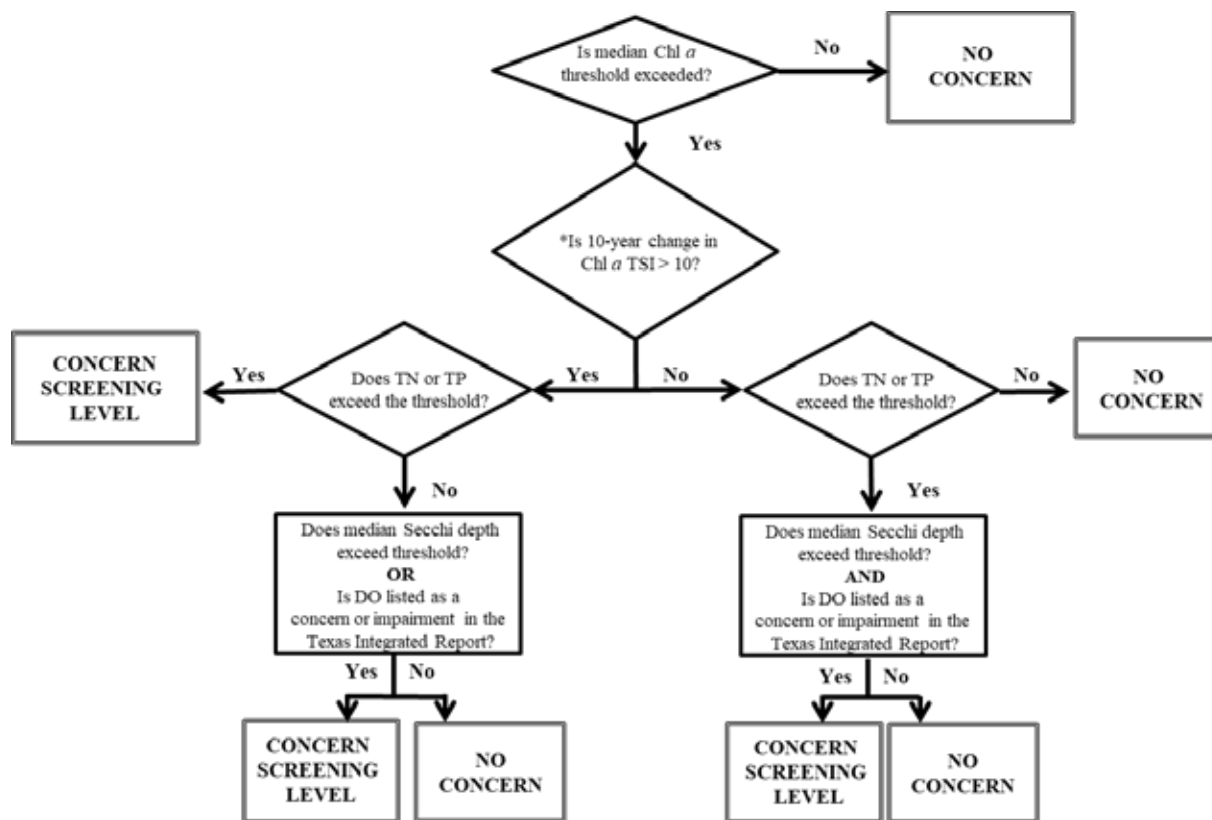 Is median Chl a
threshold exceeded?
No
NO
CONCERN
Yes
*Is 10-year change in
Chl a TSI > 10?
CONCERN
SCREENING
LEVEL
Yes
Does TN or TP
exceed the threshold?
Yes
No
Does TN or TP
exceed the threshold?
No
NO
CONCERN
No
Yes
Does median Secchi depth
exceed threshold?
OR
Is DO listed as a
concern or impairment in the
Texas Integrated Report?
Does median Secchi depth
exceed threshold?
AND
Is DO listed as a
concern or impairment in the
Texas Integrated Report?
Yes
No
Yes
No
CONCERN
SCREENING
LEVEL
NO
CONCERN
CONCERN
SCREENING
LEVEL
NO
CONCERN